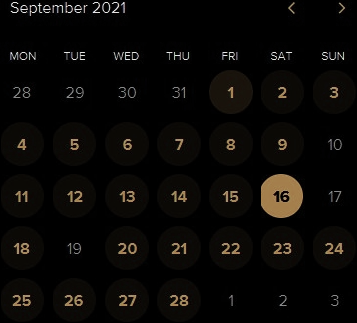 September 2021
MON TUE WED THU FRI SAT SUN
28 29 30 31 1 2 3
4 5 6 7 8 9 10
11 12 13 14 15 16 17
18 19 20 21 22 23 24
25 26 27 28 1 2 3